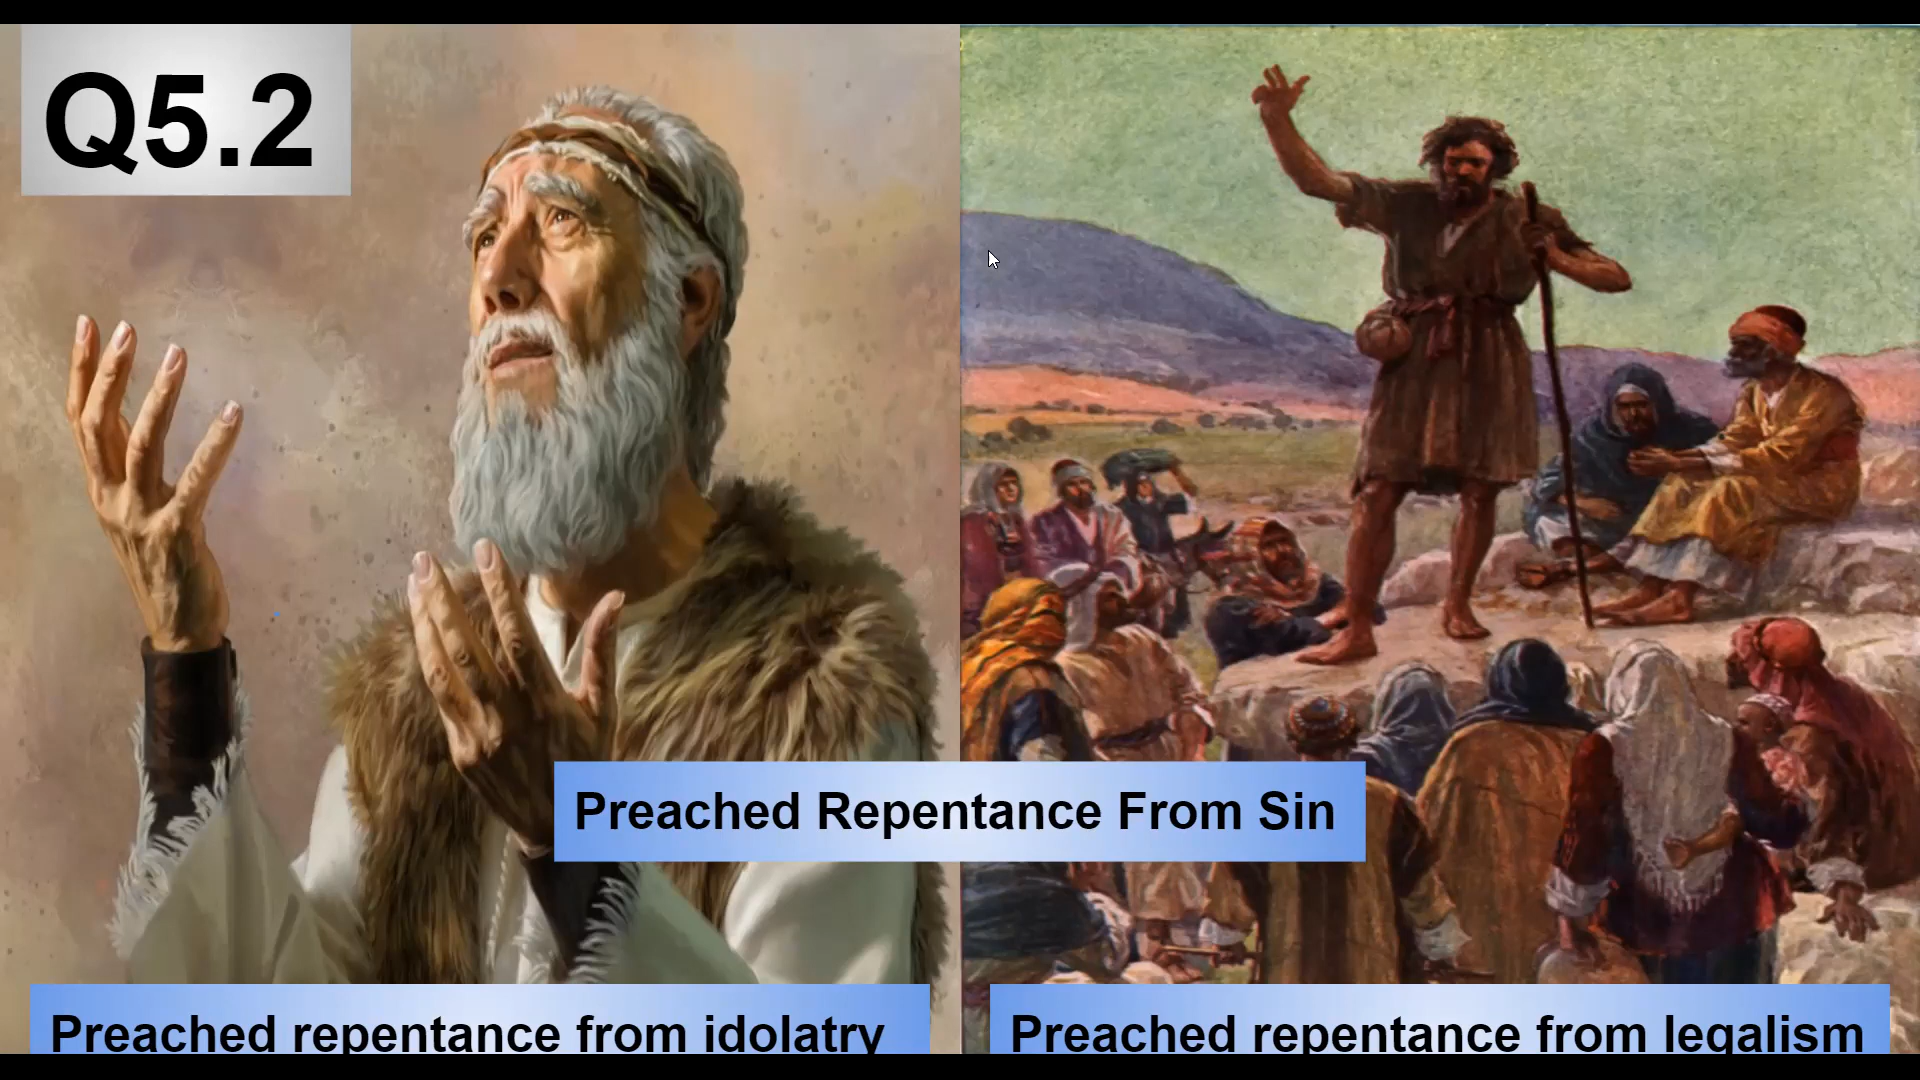 Q5.2
Preached Repentance From Sin
Preached repentance from idolatry
Preached repentance from legalism